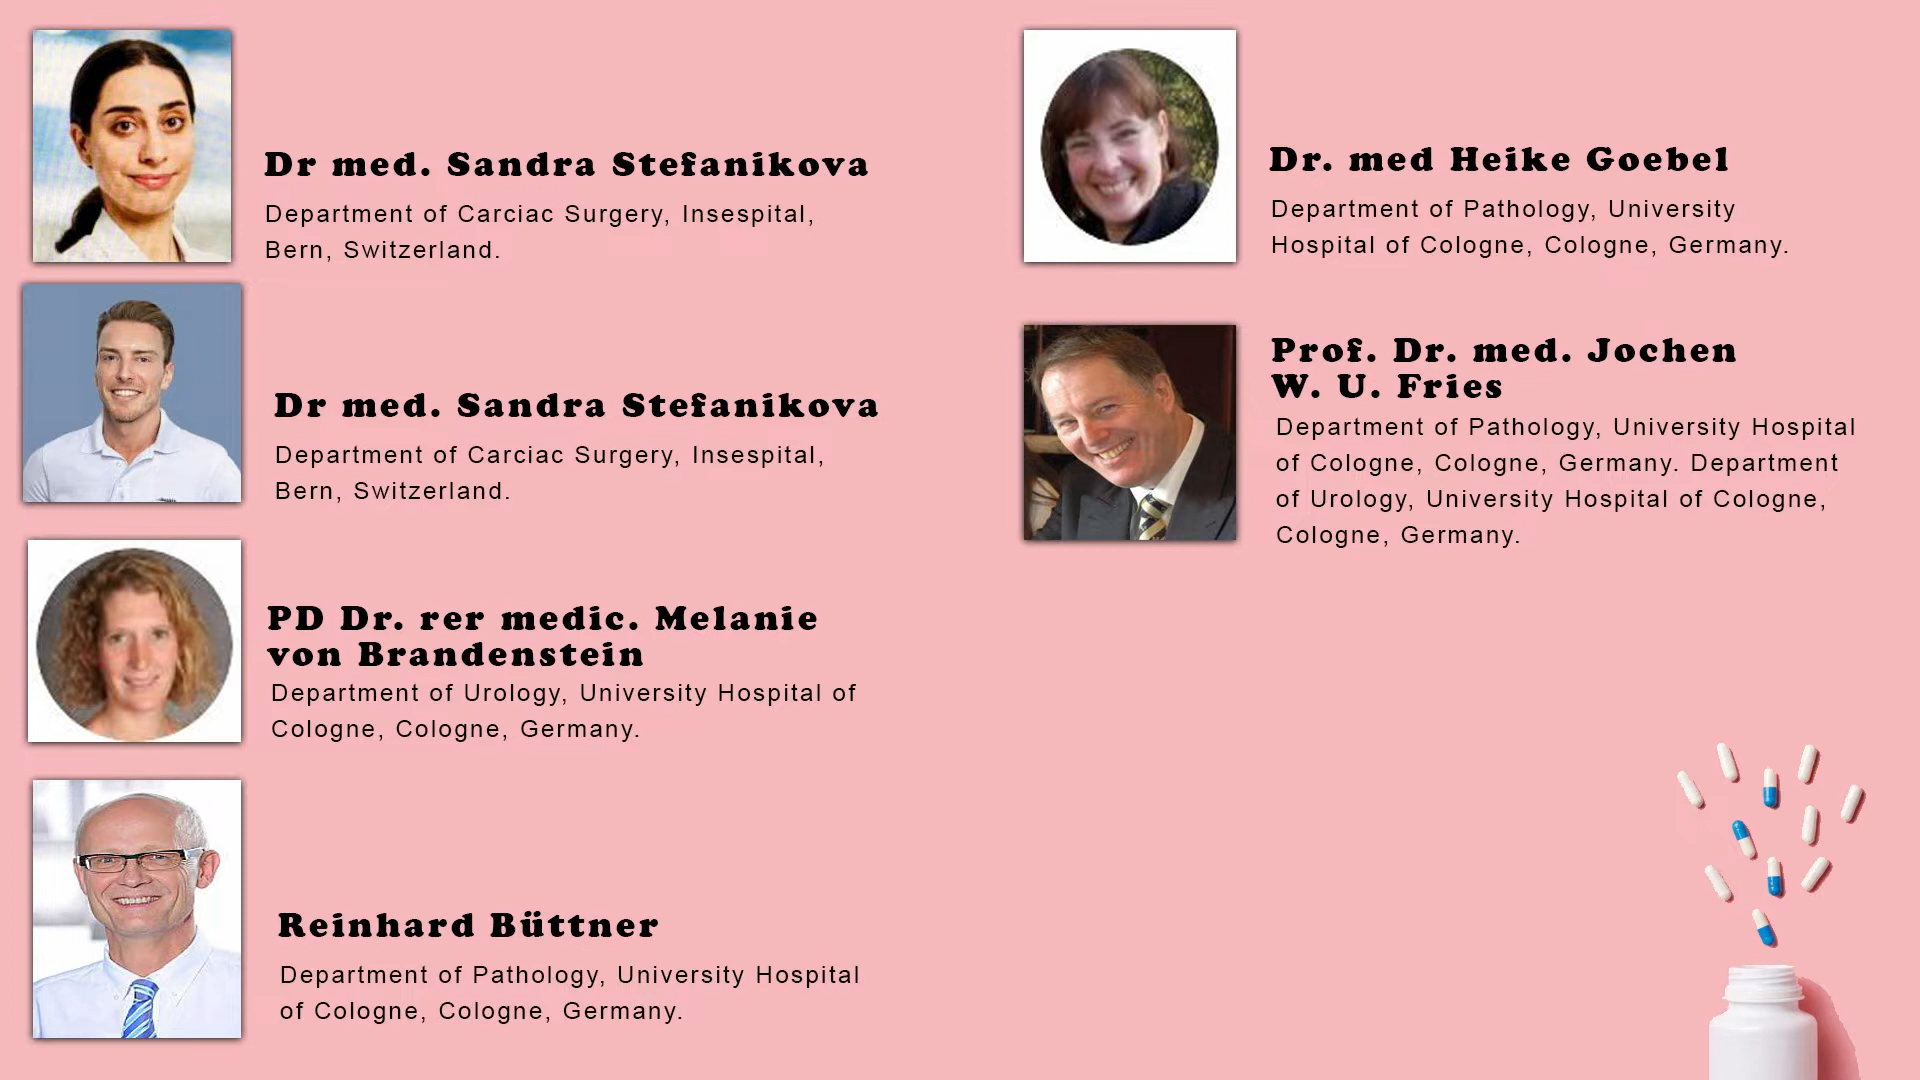 Dr med. Sandra Stefanikova
Department of Carciac Surgery, Insespital,
Bern, Switzerland.
Dr med. Sandra Stefanikova
Department of Carciac Surgery, Insespital,
Bern, Switzerland.
PD Dr. rer medic. Melanie
von Brandenstein
Department of Urology, University Hospital of
Cologne, Cologne, Germany.
Reinhard Büttner
Department of Pathology, University Hospital
of Cologne, Cologne, Germany.
Dr. med Heike Goebel
Department of Pathology, University
Hospital of Cologne, Cologne, Germany.
Prof. Dr. med. Jochen
W. U. Fries
Department of Pathology, University Hospital
of Cologne, Cologne, Germany. Department
of Urology, University Hospital of Cologne,
Cologne, Germany.